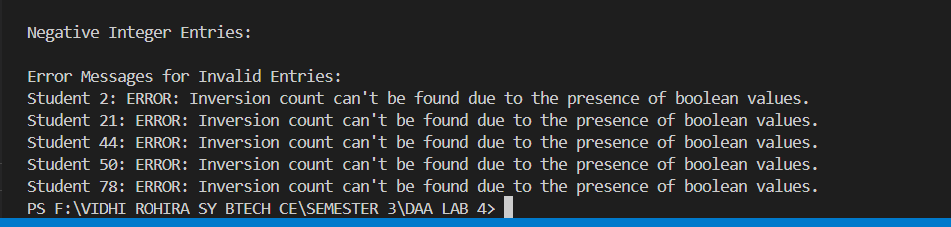 Negative Integer Entries:
Error Messages for Invalid Entries:
Student 2: ERROR: Inversion count can't be found due to the presence of boolean values.
Student 21: ERROR: Inversion count can't be found due to the presence of boolean values.
Student 44: ERROR: Inversion count can't be found due to the presence of boolean values.
Student 50: ERROR: Inversion count can't be found due to the presence of boolean values.
Student 78: ERROR: Inversion count can't be found due to the presence of boolean values.
PS F:\VIDHI ROHIRA SY BTECH CE\SEMESTER 3\DAA LAB 4>